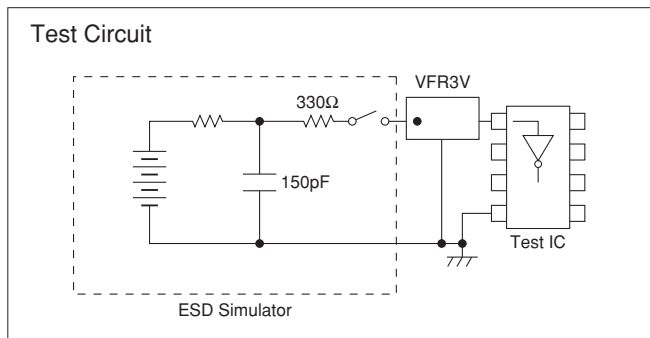 Test Circuit
VFR3V
330Ω
150pF
Test IC
ESD Simulator